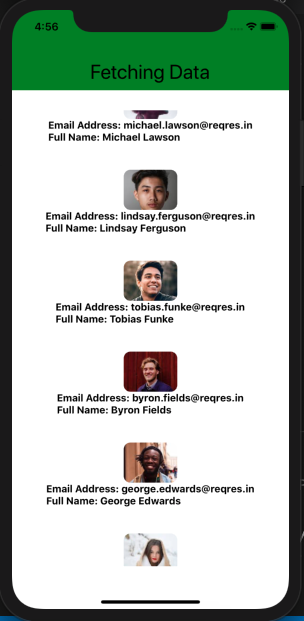 4:56
Fetching Data
Email Address: michael.lawson@reqres.in
Full Name: Michael Lawson
Email Address: lindsay.ferguson@reqres.in
Full Name: Lindsay Ferguson
Email Address: tobias.funke@reqres.in
Full Name: Tobias Funke
Email Address: byron.fields@reqres.in
Full Name: Byron Fields
Email Address: george.edwards@reqres.in
Full Name: George Edwards